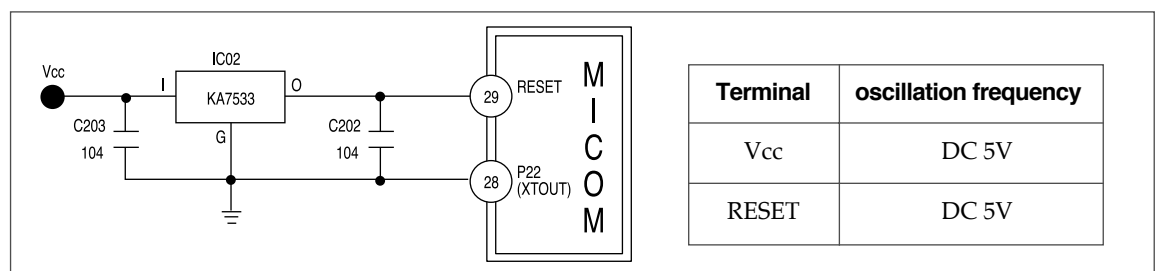 Vcc
I
IC02
KA7533
O
G
C203
104
C202
104
29
RESET
28
P22
(XTOUT)
MICOM
Terminal oscillation frequency
Vcc DC 5V
RESET DC 5V